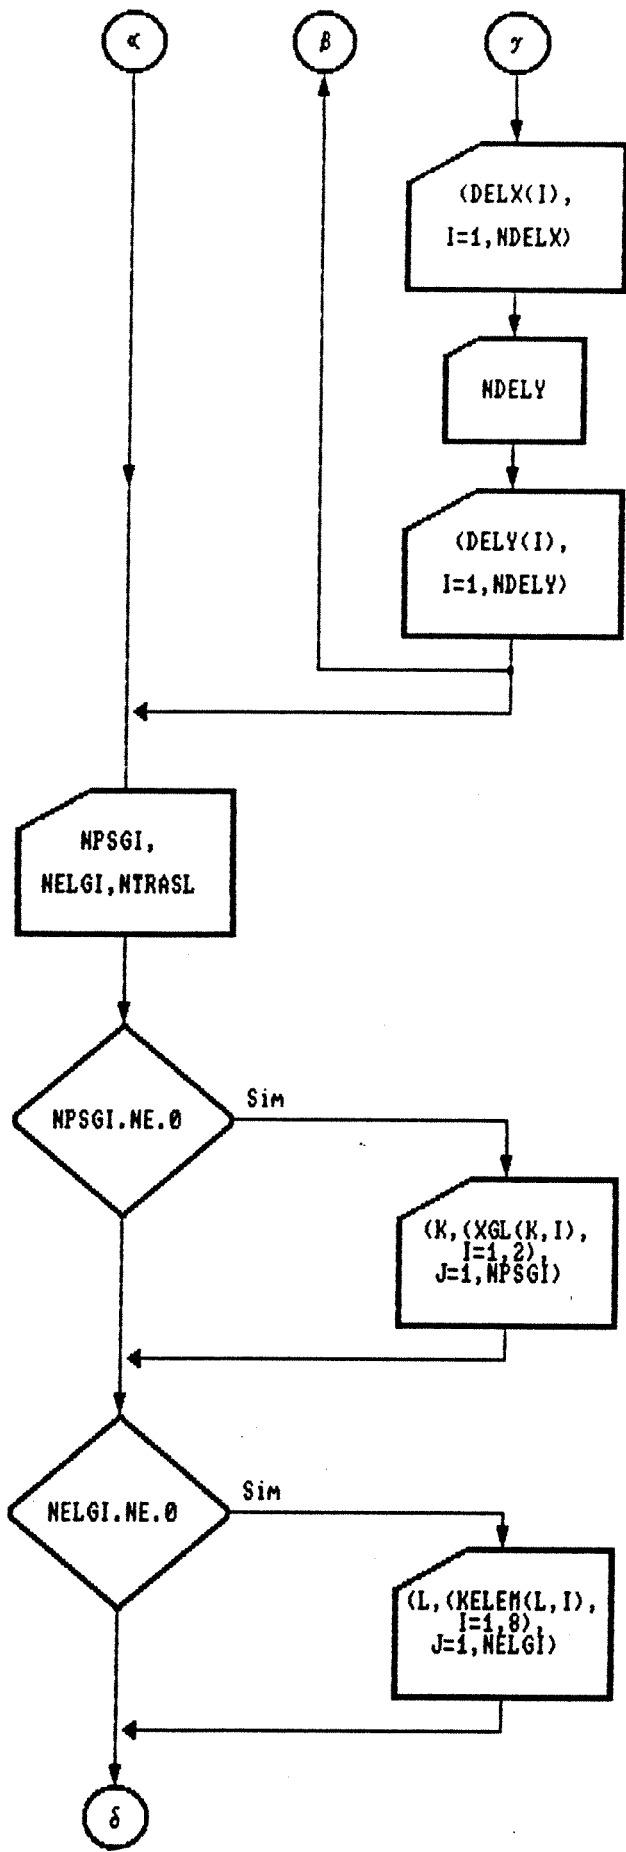 α
β
γ
(DELX(I),
I=1,NDELX)
NDELY
(DELY(I),
I=1,NDELY)
NPSGI,
NELGI,NTRASL
NPSGI.NE.0
Sim
(K,(XGL(K,I),
I=1,2),
J=1,NPSGI)
NELGI.NE.0
Sim
(L,(KELEM(L,I),
I=1,8),
J=1,NELGI)
δ